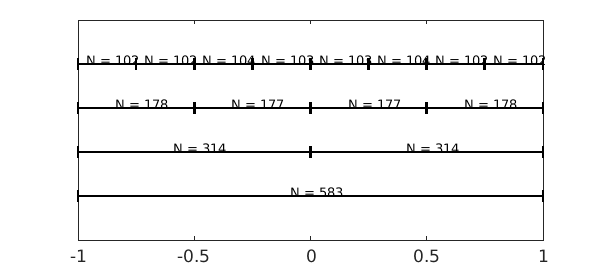 N = 102 N = 102 N = 104 N = 103 N = 103 N = 104 N = 102 N = 102
N = 178 N = 177 N = 177 N = 178
N = 314 N = 314
N = 583
-1 -0.5 0 0.5 1